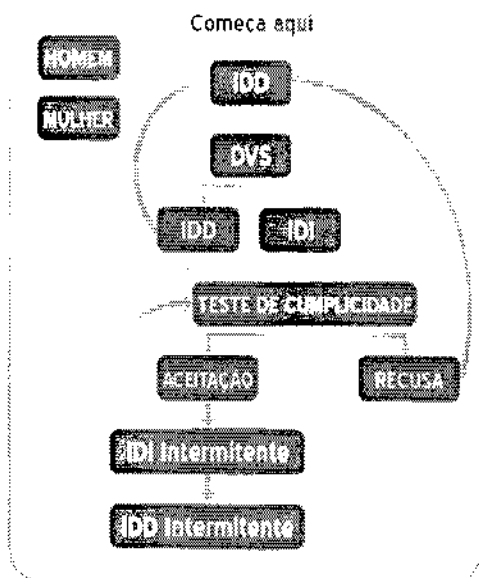 Começa aqui
HOMEM
IDD
MULHER
DVS
IDD
IDI
TESTE DE CUMPLICIDADE
ACEITAÇÃO
RECUSA
IDI Intermitente
IDD Intermitente